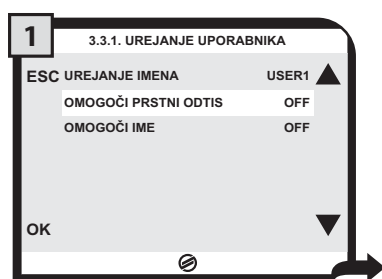 1
3.3.1. UREJANJE UPORABNIKA
ESC UREJANJE IMENA USER1
OMOGOČI PRSTNI ODTIS OFF
OMOGOČI IME OFF
OK